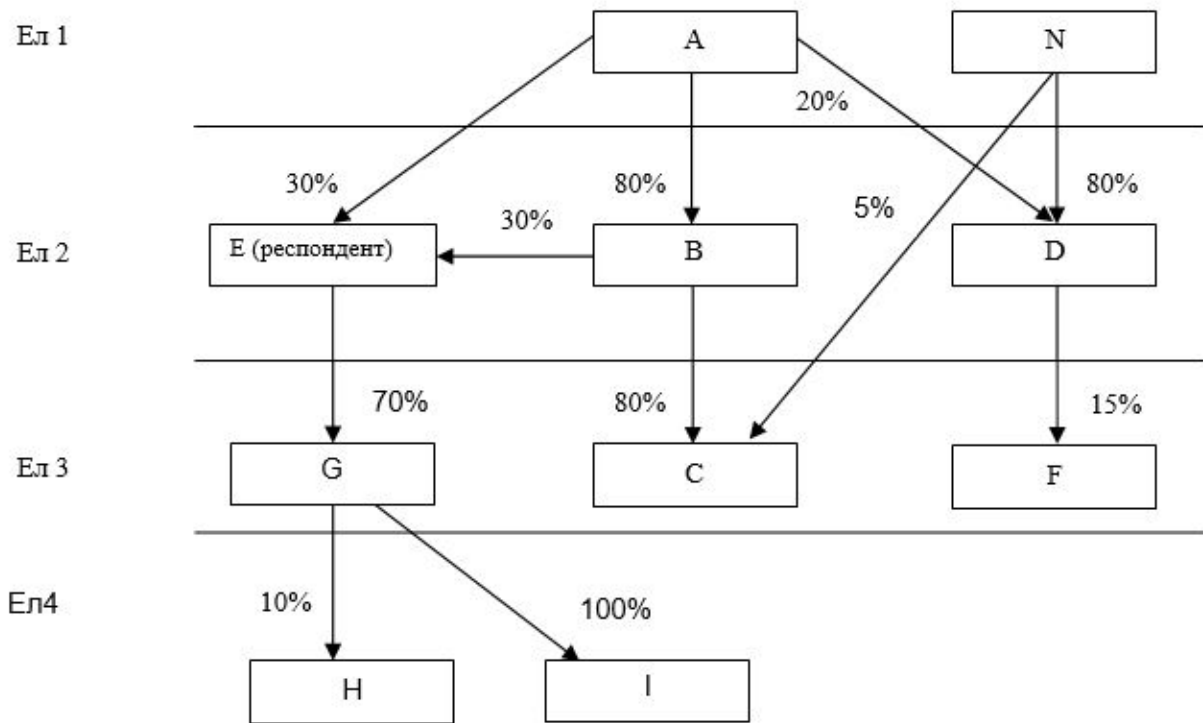 Ел 1
A
N
20%
30%
80%
5%
80%
30%
Ел 2
E (респондент)
B
D
70%
80%
15%
Ел 3
G
C
F
Ел4
10%
100%
H
I